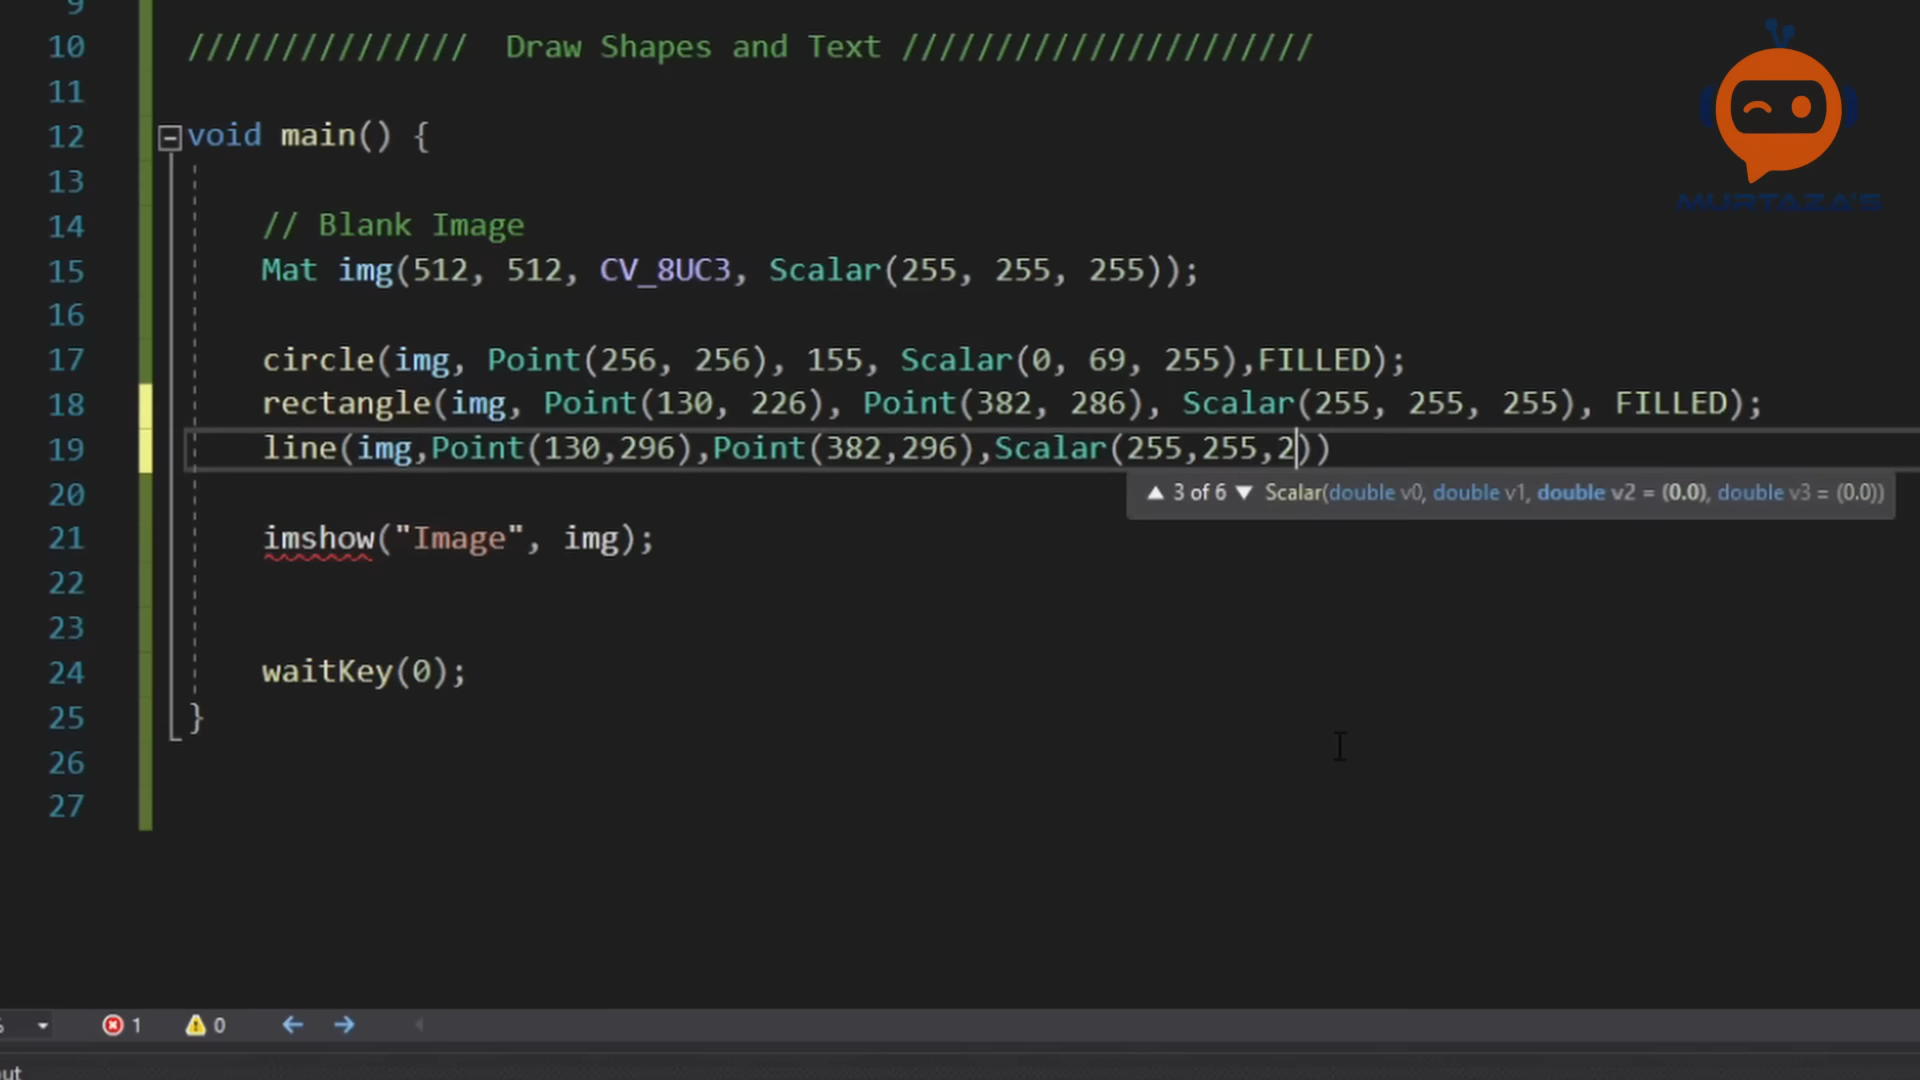 9
10 ///////////////  Draw Shapes and Text //////////////////////
11
12 void main() {
13
14 // Blank Image
15 Mat img(512, 512, CV_8UC3, Scalar(255, 255, 255));
16
17 circle(img, Point(256, 256), 155, Scalar(0, 69, 255),FILLED);
18 rectangle(img, Point(130, 226), Point(382, 286), Scalar(255, 255, 255), FILLED);
19 line(img,Point(130,296),Point(382,296),Scalar(255,255,2))
▲ 3 of 6 ▼ Scalar(double v0, double v1, double v2 = (0.0), double v3 = (0.0))
20
21 imshow("Image", img);
22
23
24 waitKey(0);
25 }
26
27
MURTAZA'S
1 0